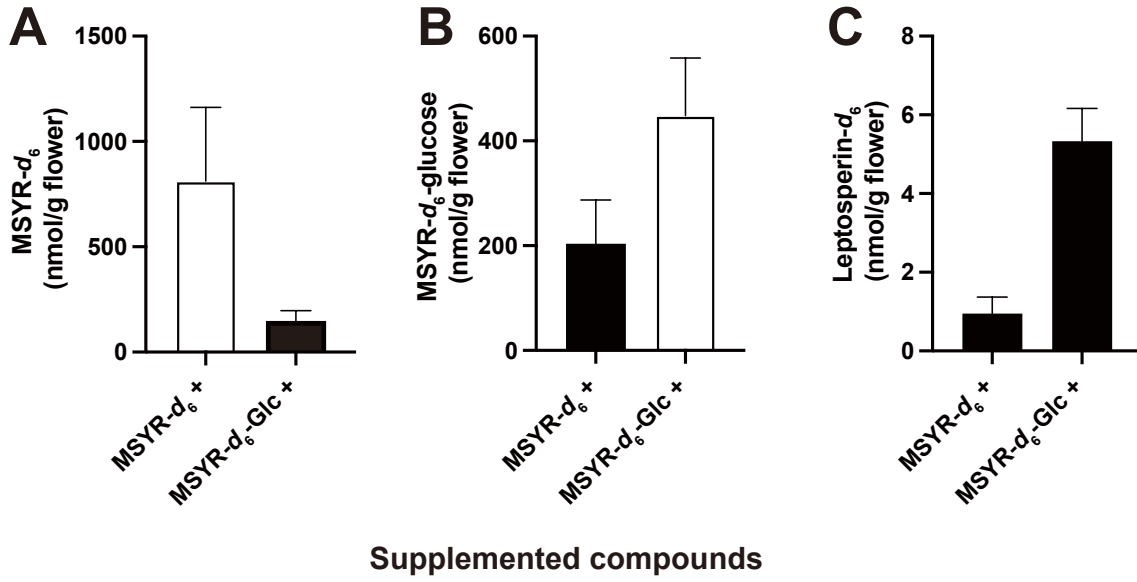 A
MSYR-d6
(nmol/g flower)
1500
1000
500
0
MSYR-d6 +
MSYR-d6-Glc +
B
MSYR-d6-glucose
(nmol/g flower)
600
400
200
0
MSYR-d6 +
MSYR-d6-Glc +
C
Leptosperin-d6
(nmol/g flower)
8
6
4
2
0
MSYR-d6 +
MSYR-d6-Glc +
Supplemented compounds